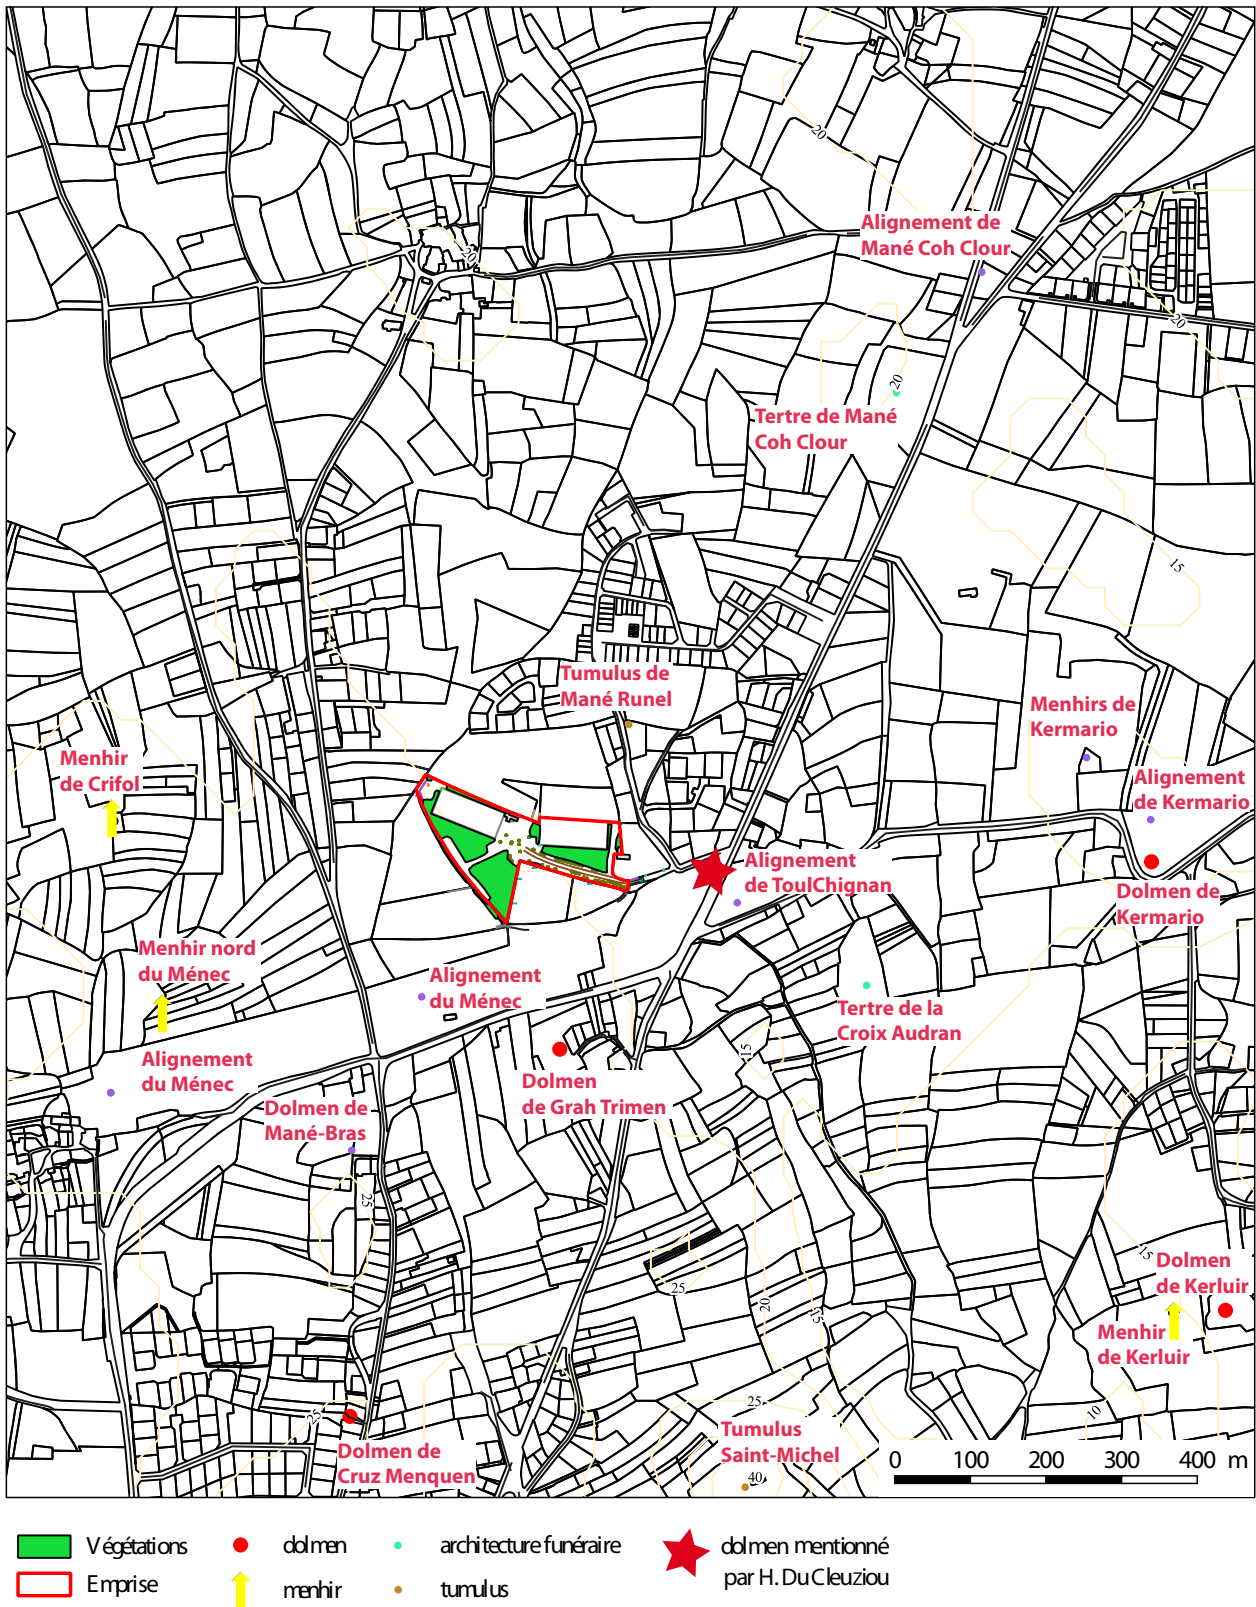 20
Alignement de
Mané Coh Clour
20
20
20
Tertre de Mané
Coh Clour
15
Tumulus de
Mané Runel
Menhirs de
Kermario
Menhir
de Crifol
Alignement
de Kermario
Alignement
de ToulChignan
Dolmen de
Kermario
Menhir nord
du Ménec
Alignement
du Ménec
Tertre de la
Croix Audran
15
Alignement
du Ménec
Dolmen
de Grah Trimen
Dolmen de
Mané-Bras
25
15
Dolmen
de Kerluir
25
20
15
Menhir
de Kerluir
25
25
10
Tumulus
Saint-Michel
40
Dolmen de
Cruz Menquen
0 100 200 300 400 m
Végétations
dolmen
architecture funéraire
dolmen mentionné
par H. Du Cleuziou
Emprise
menhir
tumulus